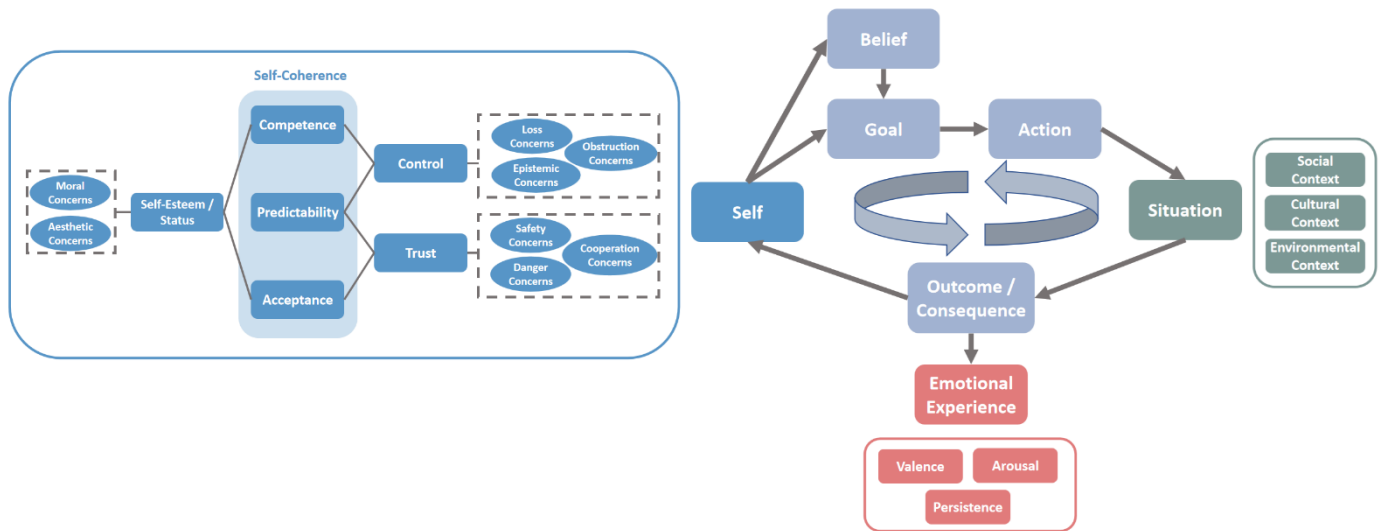 Self-Coherence
Moral
Concerns
Aesthetic
Concerns
Self-Esteem /
Status
Competence
Predictability
Acceptance
Control
Trust
Loss
Concerns
Obstruction
Concerns
Epistemic
Concerns
Safety
Concerns
Cooperation
Concerns
Danger
Concerns
Belief
Goal
Action
Self
Situation
Outcome /
Consequence
Emotional
Experience
Valence
Arousal
Persistence
Social
Context
Cultural
Context
Environmental
Context